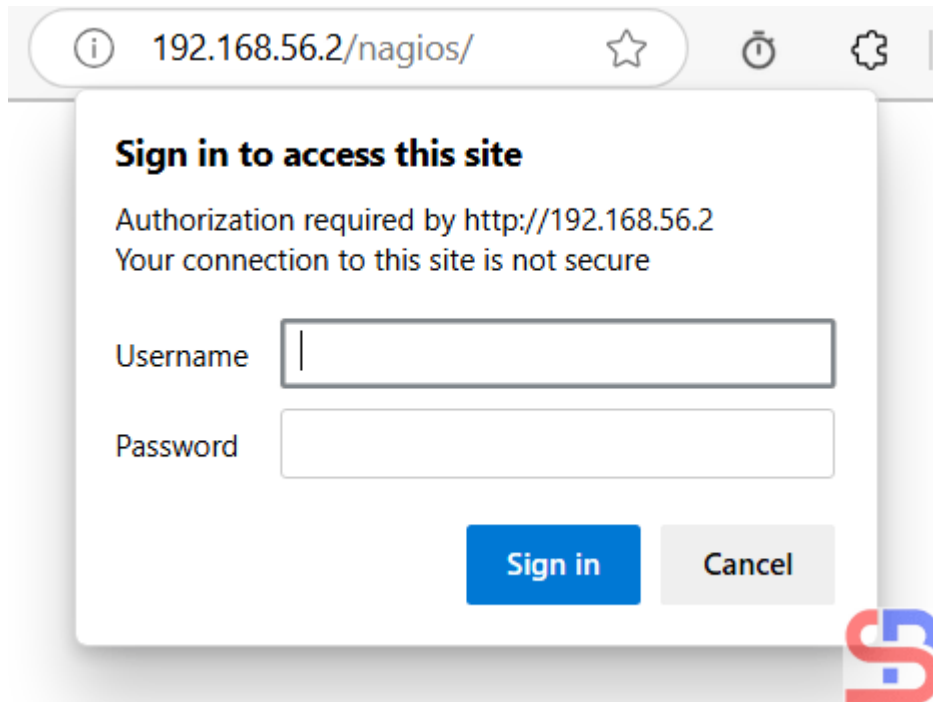 192.168.56.2/nagios/
Sign in to access this site
Authorization required by http://192.168.56.2
Your connection to this site is not secure
Username
Password
Sign in Cancel